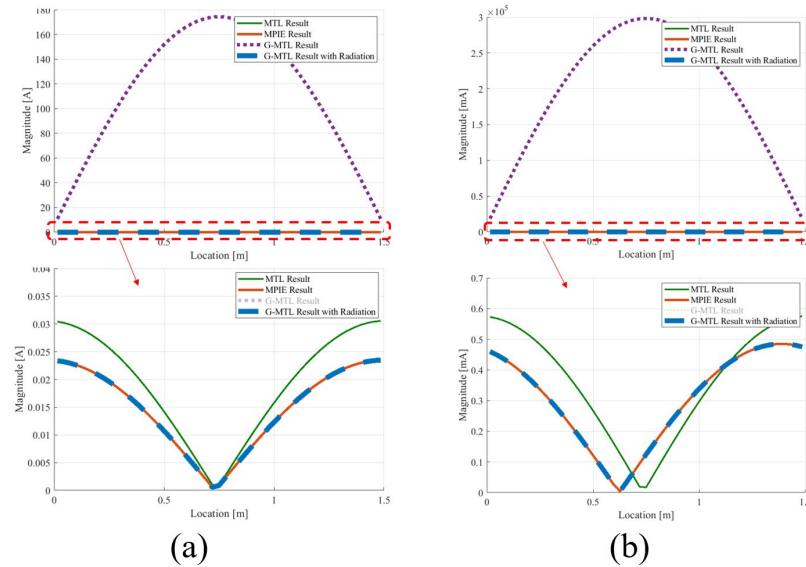 180
160
140
120
100
80
60
40
20
0
Magnitude [A]
0
0.5
1
1.5
Location [m]
MTL Result
MPIE Result
G-MTL Result
G-MTL Result with Radiation
×10⁵
3
2.5
2
1.5
1
0.5
0
Magnitude [mA]
0
0.5
1
1.5
Location [m]
MTL Result
MPIE Result
G-MTL Result
G-MTL Result with Radiation
0.04
0.035
0.03
0.025
0.02
0.015
0.01
0.005
0
Magnitude [A]
0
0.5
1
1.5
Location [m]
MTL Result
MPIE Result
G-MTL Result
G-MTL Result with Radiation
0.7
0.6
0.5
0.4
0.3
0.2
0.1
0
Magnitude [mA]
0
0.5
1
1.5
Location [m]
MTL Result
MPIE Result
G-MTL Result
G-MTL Result with Radiation
(a)
(b)